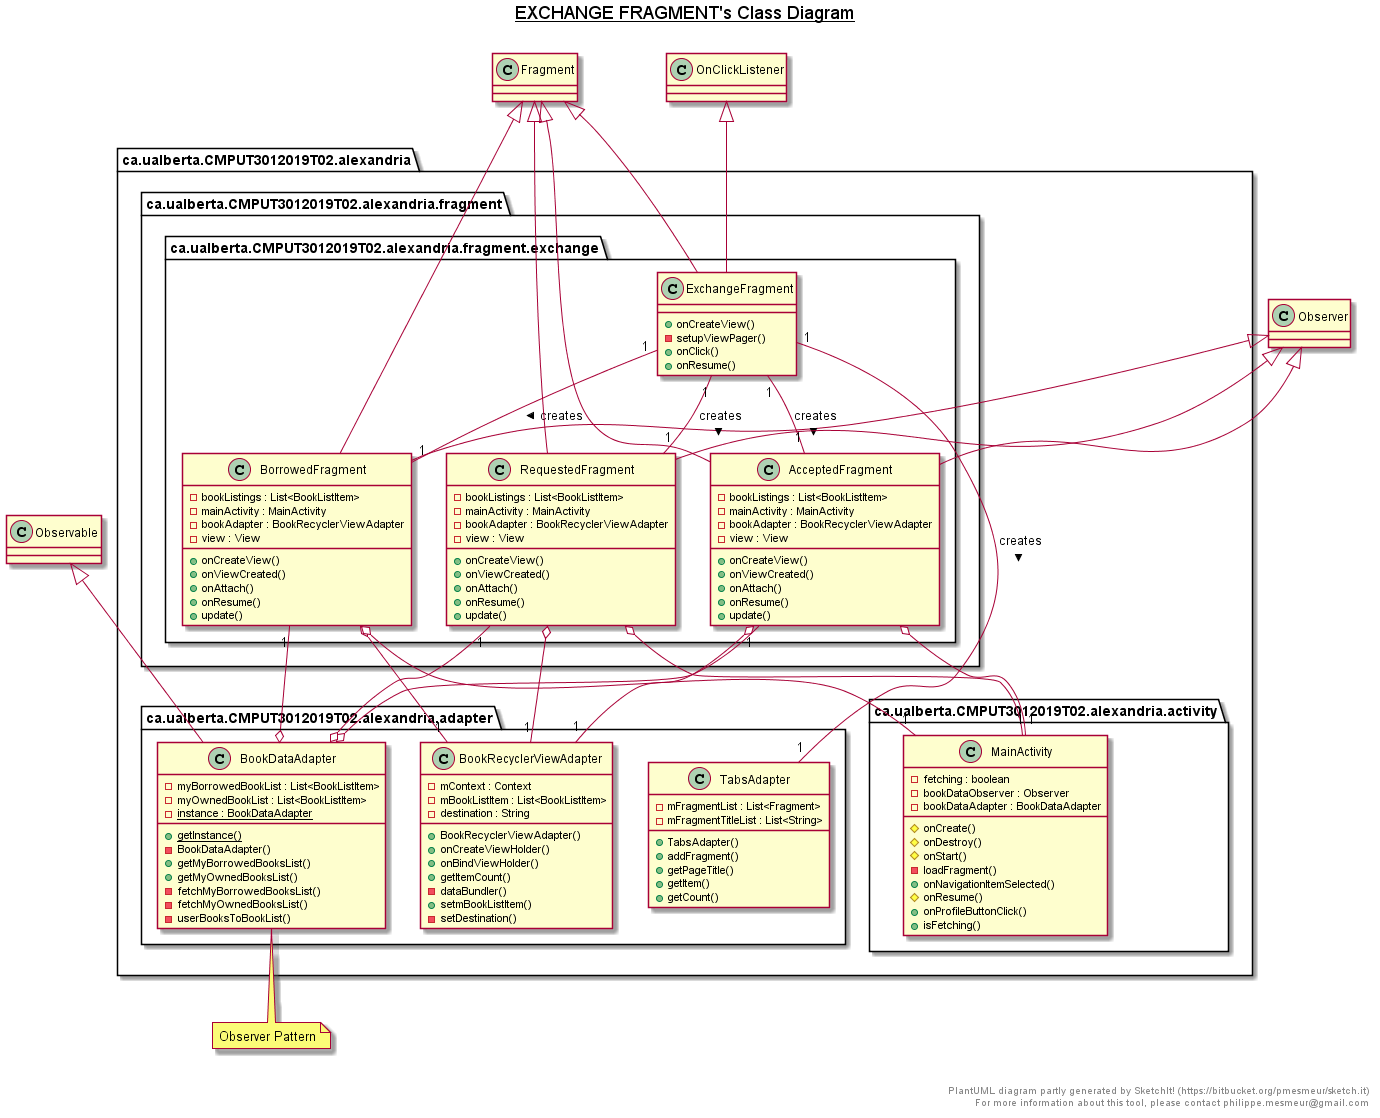 EXCHANGE FRAGMENT's Class Diagram
C Fragment
C OnClickListener
ca.ualberta.CMPUT3012019T02.alexandria
ca.ualberta.CMPUT3012019T02.alexandria.fragment
ca.ualberta.CMPUT3012019T02.alexandria.fragment.exchange
C ExchangeFragment
onCreateView()
setupViewPager()
onClick()
onResume()
C Observer
1
1
1
1
creates
creates
creates
1
1
1
C BorrowedFragment
bookListings : List<BookListItem>
mainActivity : MainActivity
bookAdapter : BookRecyclerViewAdapter
view : View
onCreateView()
onViewCreated()
onAttach()
onResume()
update()
C RequestedFragment
bookListings : List<BookListItem>
mainActivity : MainActivity
bookAdapter : BookRecyclerViewAdapter
view : View
onCreateView()
onViewCreated()
onAttach()
onResume()
update()
C AcceptedFragment
bookListings : List<BookListItem>
mainActivity : MainActivity
bookAdapter : BookRecyclerViewAdapter
view : View
onCreateView()
onViewCreated()
onAttach()
onResume()
update()
C Observable
creates
1
1
1
ca.ualberta.CMPUT3012019T02.alexandria.adapter
ca.ualberta.CMPUT3012019T02.alexandria.activity
1
1
1
1
1
1
C BookDataAdapter
myBorrowedBookList : List<BookListItem>
myOwnedBookList : List<BookListItem>
instance : BookDataAdapter
getInstance()
BookDataAdapter()
getMyBorrowedBooksList()
getMyOwnedBooksList()
fetchMyBorrowedBooksList()
fetchMyOwnedBooksList()
userBooksToBookList()
C BookRecyclerViewAdapter
mContext : Context
mBookListItem : List<BookListItem>
destination : String
BookRecyclerViewAdapter()
onCreateViewHolder()
onBindViewHolder()
getItemCount()
dataBundler()
setmBookListItem()
setDestination()
C TabsAdapter
mFragmentList : List<Fragment>
mFragmentTitleList : List<String>
TabsAdapter()
addFragment()
getPageTitle()
getItem()
getCount()
C MainActivity
fetching : boolean
bookDataObserver : Observer
bookDataAdapter : BookDataAdapter
onCreate()
onDestroy()
onStart()
loadFragment()
onNavigationItemSelected()
onResume()
onProfileButtonClick()
isFetching()
Observer Pattern
PlantUML diagram partly generated by SketchIt! (https://bitbucket.org/pmesmeur/sketch.it)
For more information about this tool, please contact philippe.mesmeur@gmail.com